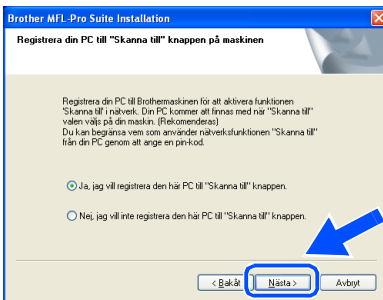 Brother MFL-Pro Suite Installation
Registrera din PC till "Skanna till" knappen på maskinen
Registrera din PC till Brothermaskinen för att aktivera funktionen
'Skanna till' i nätverk. Din PC kommer att finnas med när "Skanna till"
valen väljs på din maskin. (Rekomenderas)
Du kan begränsa vem som använder nätverksfunktionen "Skanna till"
från din PC genom att ange en pin-kod.
Ja, jag vill registrera den här PC till "Skanna till" knappen.
Nej, jag vill inte registrera den här PC till "Skanna till" knappen.
< Bakåt Nästa > Avbryt